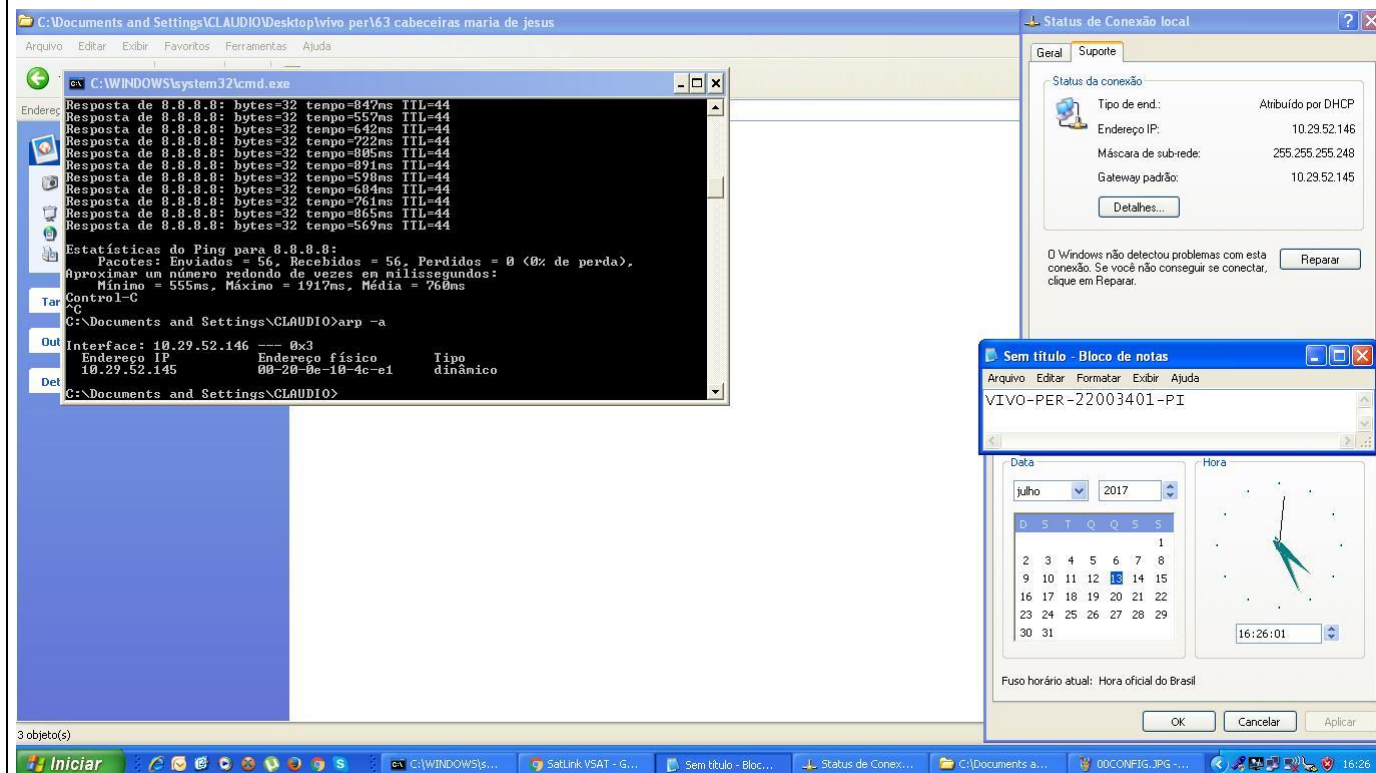 C:\Documents and Settings\CLAUDIO\Desktop\vivo per\63 cabeceiras maria de jesus
Arquivo Editar Exibir Favoritos Ferramentas Ajuda
C:\WINDOWS\system32\cmd.exe
Resposta de 8.8.8.8: bytes=32 tempo=847ms TTL=44
Resposta de 8.8.8.8: bytes=32 tempo=557ms TTL=44
Resposta de 8.8.8.8: bytes=32 tempo=642ms TTL=44
Resposta de 8.8.8.8: bytes=32 tempo=722ms TTL=44
Resposta de 8.8.8.8: bytes=32 tempo=805ms TTL=44
Resposta de 8.8.8.8: bytes=32 tempo=891ms TTL=44
Resposta de 8.8.8.8: bytes=32 tempo=598ms TTL=44
Resposta de 8.8.8.8: bytes=32 tempo=684ms TTL=44
Resposta de 8.8.8.8: bytes=32 tempo=761ms TTL=44
Resposta de 8.8.8.8: bytes=32 tempo=865ms TTL=44
Resposta de 8.8.8.8: bytes=32 tempo=569ms TTL=44
Estatísticas do Ping para 8.8.8.8:
Pacotes: Enviados = 56, Recebidos = 56, Perdidos = 0 (0% de perda),
Aproximar um número redondo de vezes em milissegundos:
Mínimo = 555ms, Máximo = 1917ms, Média = 760ms
Control-C
^C
C:\Documents and Settings\CLAUDIO>arp -a
Interface: 10.29.52.146 --- 0x3
Endereço IP Endereço físico Tipo
10.29.52.145 00-20-0e-10-4c-e1 dinâmico
C:\Documents and Settings\CLAUDIO>
Endereç
Tar
Out
Det
3 objeto(s)
Status de Conexão local
Geral Suporte
Status da conexão
Tipo de end.: Atribuído por DHCP
Endereço IP: 10.29.52.146
Máscara de sub-rede: 255.255.255.248
Gateway padrão: 10.29.52.145
Detalhes...
O Windows não detectou problemas com esta
conexão. Se você não conseguir se conectar,
clique em Reparar.
Reparar
Sem título - Bloco de notas
Arquivo Editar Formatar Exibir Ajuda
VIVO-PER-22003401-PI
Data
Hora
julho 2017
D S T Q Q S S
1
2 3 4 5 6 7 8
9 10 11 12 13 14 15
16 17 18 19 20 21 22
23 24 25 26 27 28 29
30 31
16:26:01
Fuso horário atual: Hora oficial do Brasil
OK Cancelar Aplicar
Iniciar C:\WINDOWS\s... SatLink VSAT - G... Sem título - Bloc... Status de Conex... C:\Documents a... 00CONFIG.JPG -... 16:26